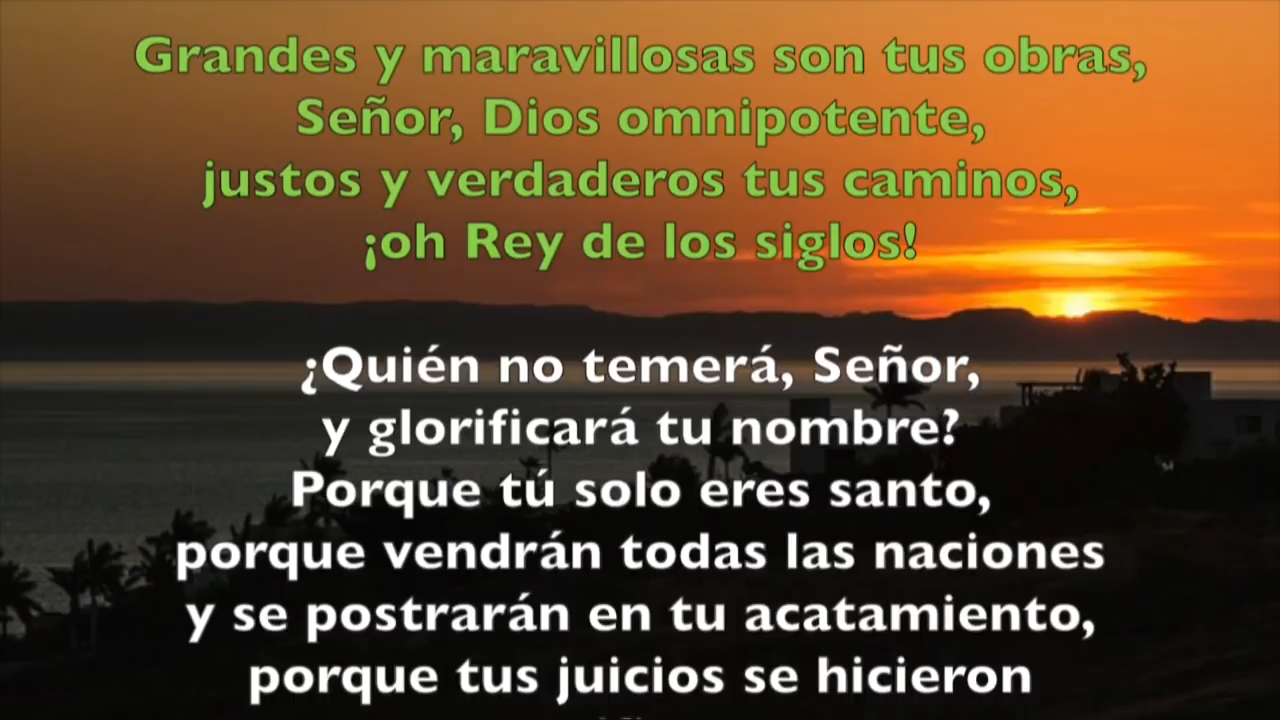 Grandes y maravillosas son tus obras,
Señor, Dios omnipotente,
justos y verdaderos tus caminos,
¡oh Rey de los siglos!
¿Quién no temerá, Señor,
y glorificará tu nombre?
Porque tú solo eres santo,
porque vendrán todas las naciones
y se postrarán en tu acatamiento,
porque tus juicios se hicieron